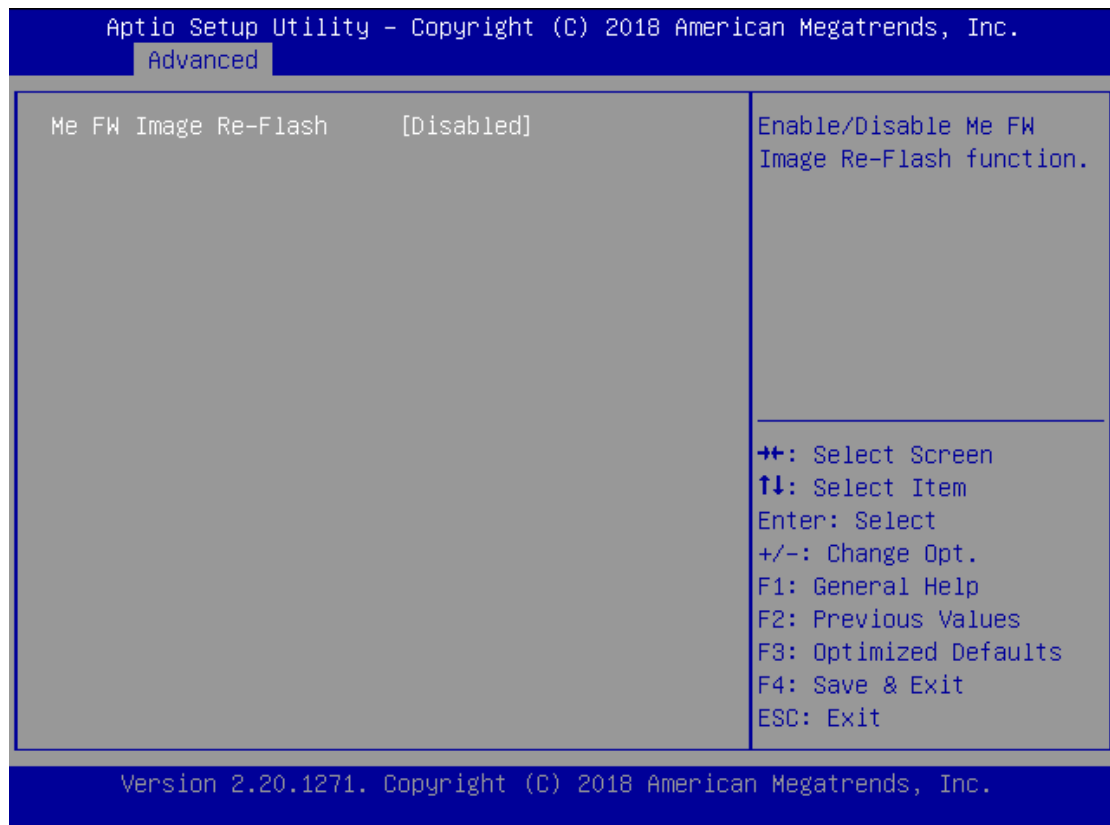 Aptio Setup Utility – Copyright (C) 2018 American Megatrends, Inc.
Advanced
Me FW Image Re-Flash [Disabled]
Enable/Disable Me FW
Image Re-Flash function.
→←: Select Screen
↑↓: Select Item
Enter: Select
+/-: Change Opt.
F1: General Help
F2: Previous Values
F3: Optimized Defaults
F4: Save & Exit
ESC: Exit
Version 2.20.1271. Copyright (C) 2018 American Megatrends, Inc.